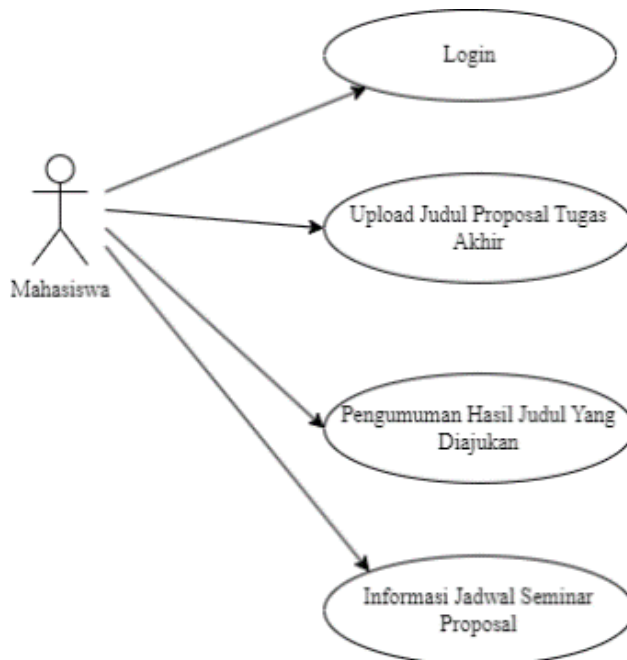 Login
Upload Judul Proposal Tugas
Akhir
Mahasiswa
Pengumuman Hasil Judul Yang
Diajukan
Informasi Jadwal Seminar
Proposal